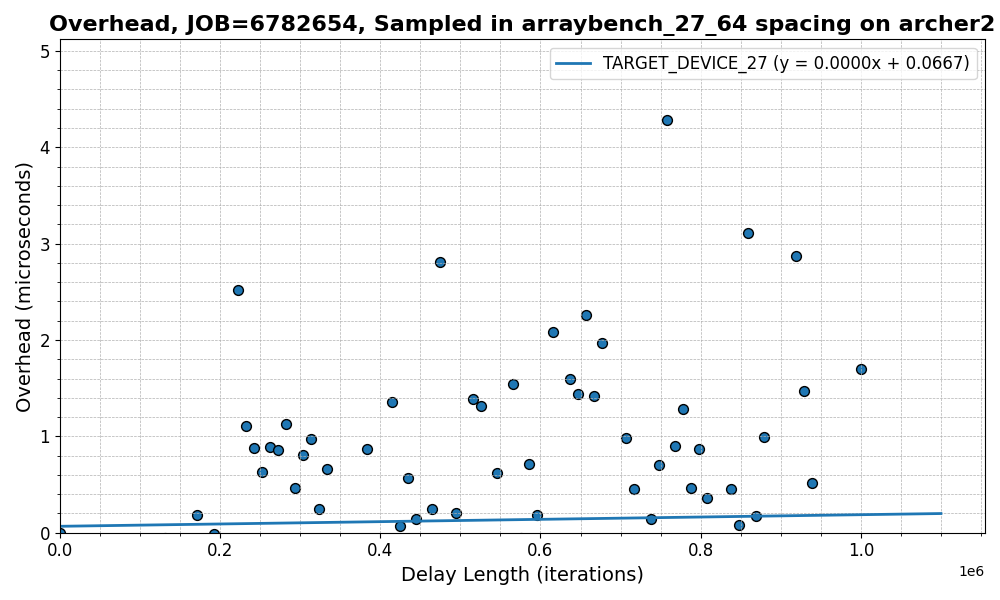 Overhead, JOB=6782654, Sampled in arraybench_27_64 spacing on archer2
TARGET_DEVICE_27 (y = 0.0000x + 0.0667)
Overhead (microseconds)
5
4
3
2
1
0
0.0 0.2 0.4 0.6 0.8 1.0
1e6
Delay Length (iterations)